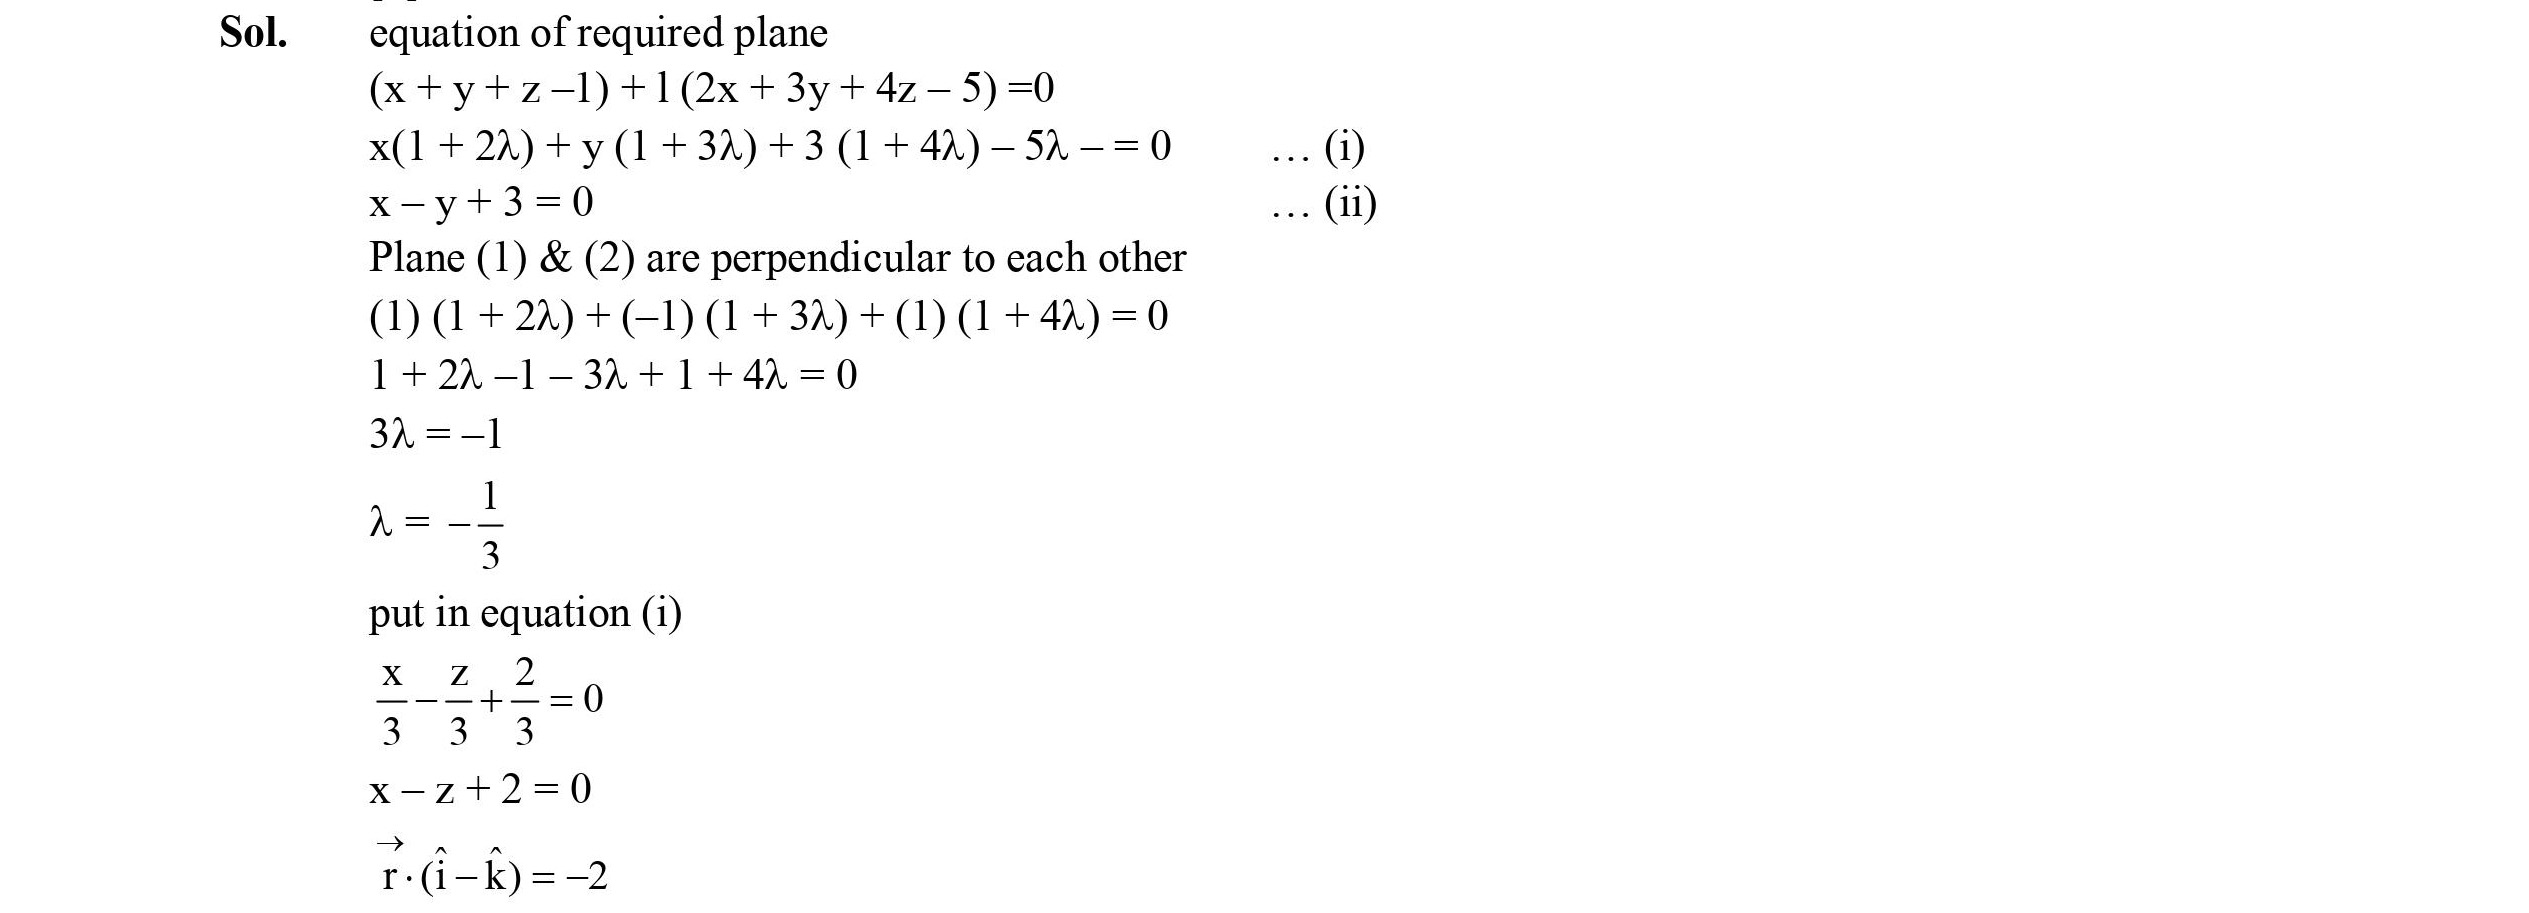 Sol. equation of required plane
(x + y + z –1) + l (2x + 3y + 4z – 5) =0
x(1 + 2λ) + y (1 + 3λ) + 3 (1 + 4λ) – 5λ – = 0 … (i)
x – y + 3 = 0 … (ii)
Plane (1) & (2) are perpendicular to each other
(1) (1 + 2λ) + (–1) (1 + 3λ) + (1) (1 + 4λ) = 0
1 + 2λ –1 – 3λ + 1 + 4λ = 0
3λ = –1
λ = –1/3
put in equation (i)
x/3 – z/3 + 2/3 = 0
x – z + 2 = 0
r⃗ · (î – k̂) = –2